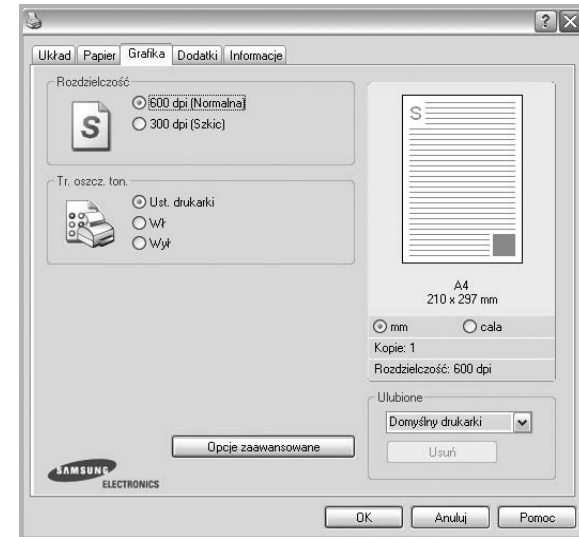 Układ Papier Grafika Dodatki Informacje
Rozdzielczość
600 dpi (Normalna)
300 dpi (Szkic)
S
Tr. oszcz. ton.
Ust. drukarki
Wł
Wył
S
A4
210 x 297 mm
mm cala
Kopie: 1
Rozdzielczość: 600 dpi
Ulubione
Domyślny drukarki
Usuń
Opcje zaawansowane
SAMSUNG
ELECTRONICS
OK Anuluj Pomoc